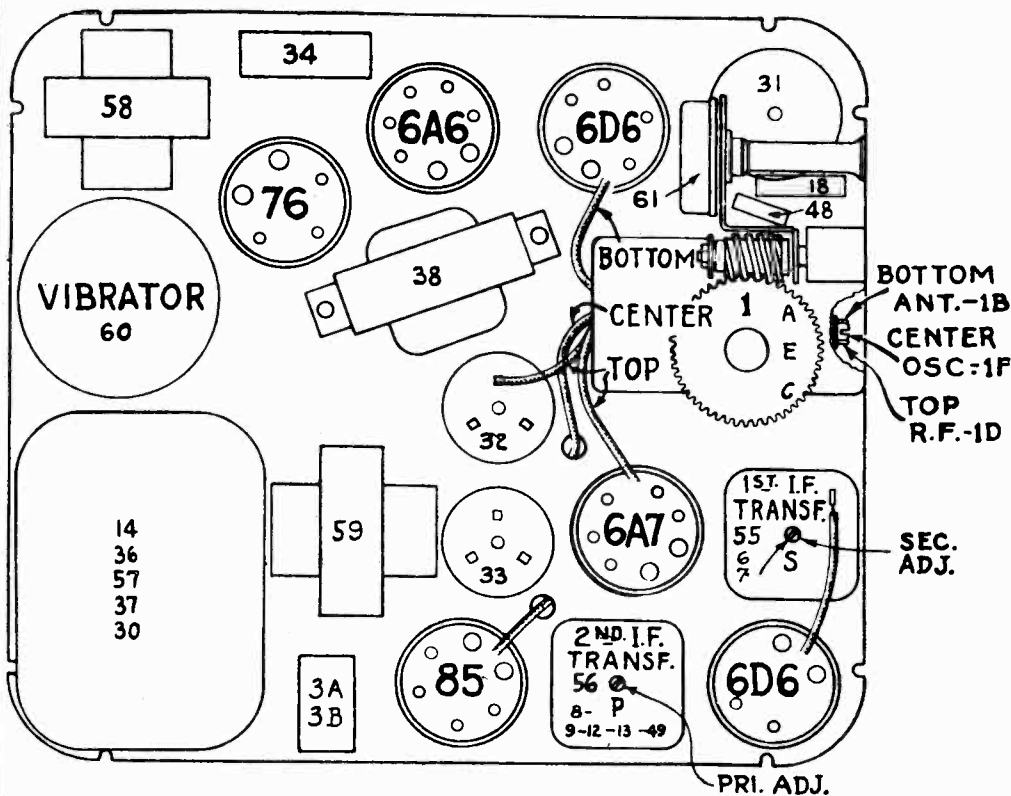 34
31
58
6A6
6D6
76
61
18
48
BOTTOM
38
VIBRATOR
60
CENTER
1
A
E
C
BOTTOM
ANT.-1B
CENTER
OSC-1F
TOP
R.F.-1D
TOP
32
1ST. I.F.
TRANSF.
55
6
7
S
SEC.
ADJ.
6A7
59
33
14
36
57
37
30
2ND. I.F.
TRANSF.
56
8- P
9-12-13-49
85
6D6
3A
3B
PRI. ADJ.